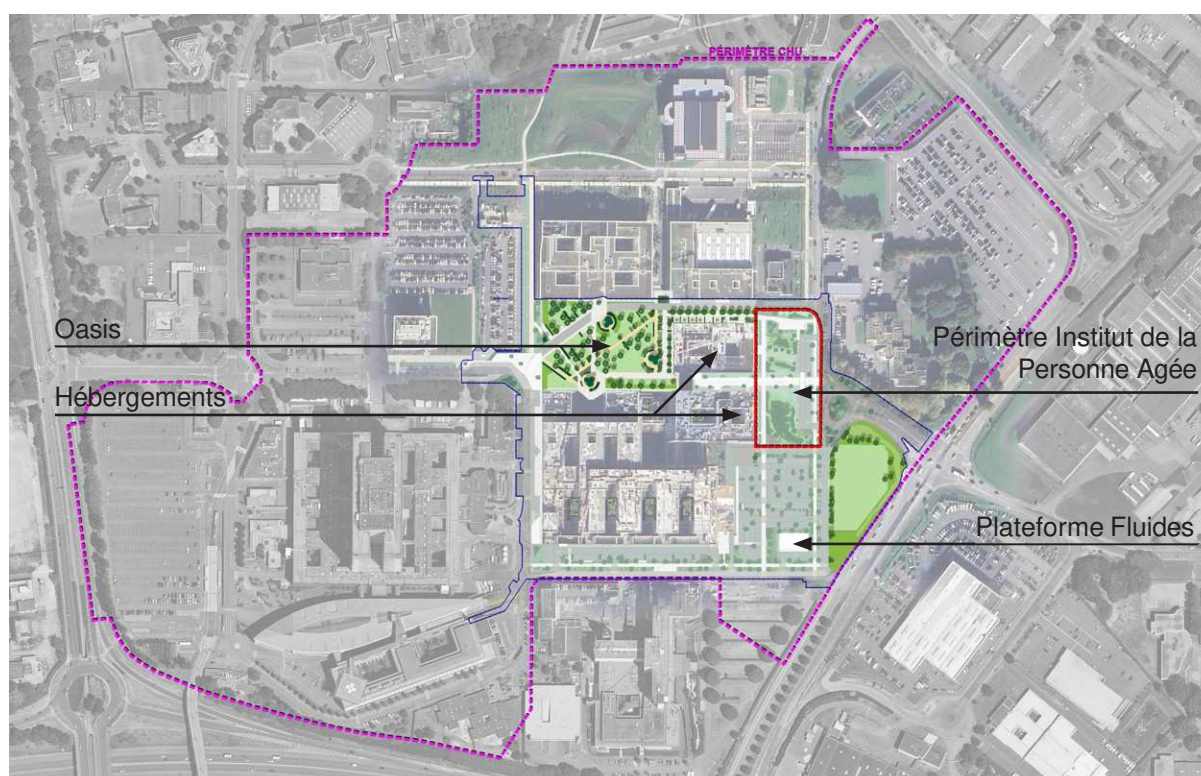 PÉRIMÈTRE CHU
Oasis
Périmètre Institut de la
Personne Agée
Hébergements
Plateforme Fluides